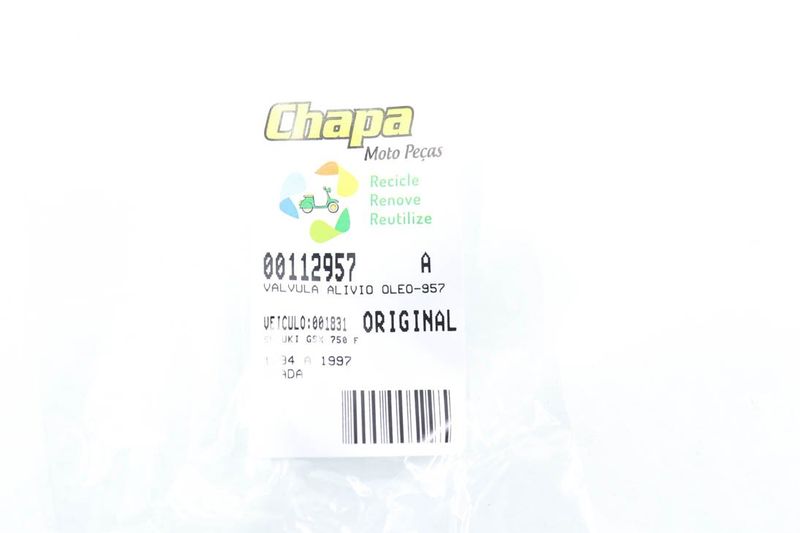 Chapa
Moto Peças
Recicle
Renove
Reutilize
00112957 A
VALVULA ALIVIO OLEO-957
VEICULO:001831 ORIGINAL
GSX 750 F
A 1997